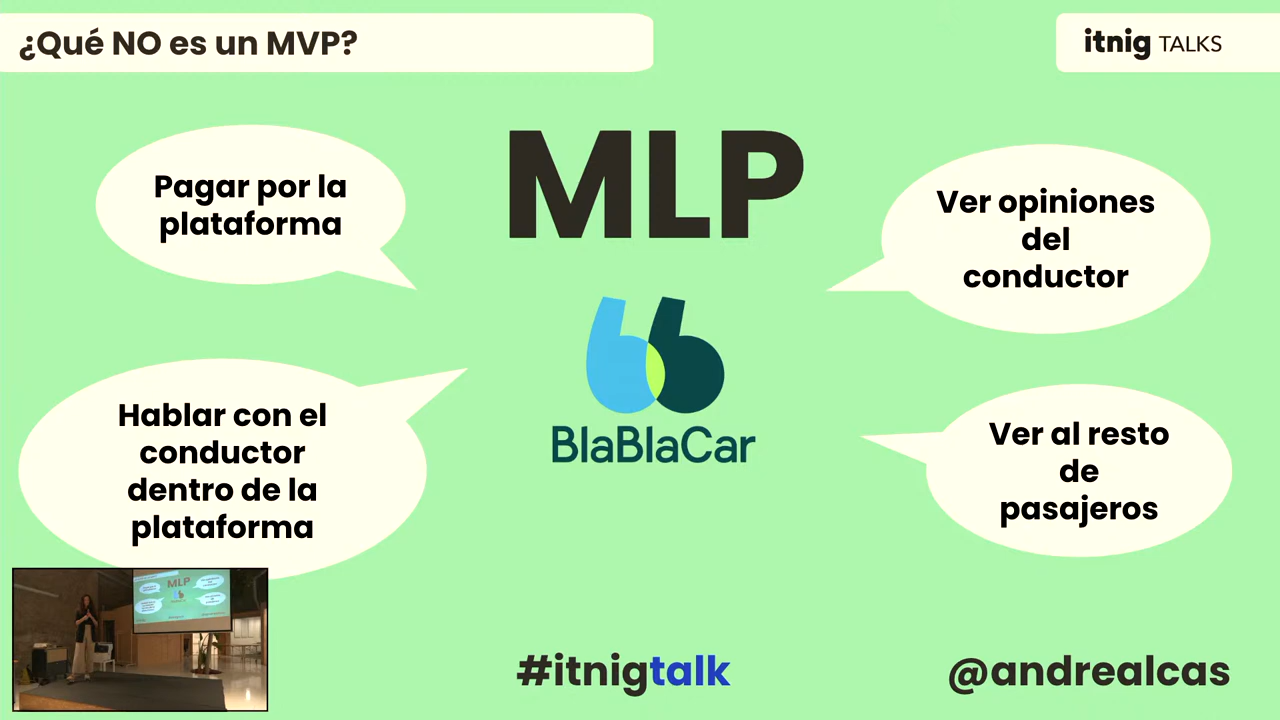 ¿Qué NO es un MVP?
itnig TALKS
MLP
Pagar por la
plataforma
Ver opiniones
del
conductor
BlaBlaCar
Hablar con el
conductor
dentro de la
plataforma
Ver al resto
de
pasajeros
MLP
#itnigtalk
@andrealcas